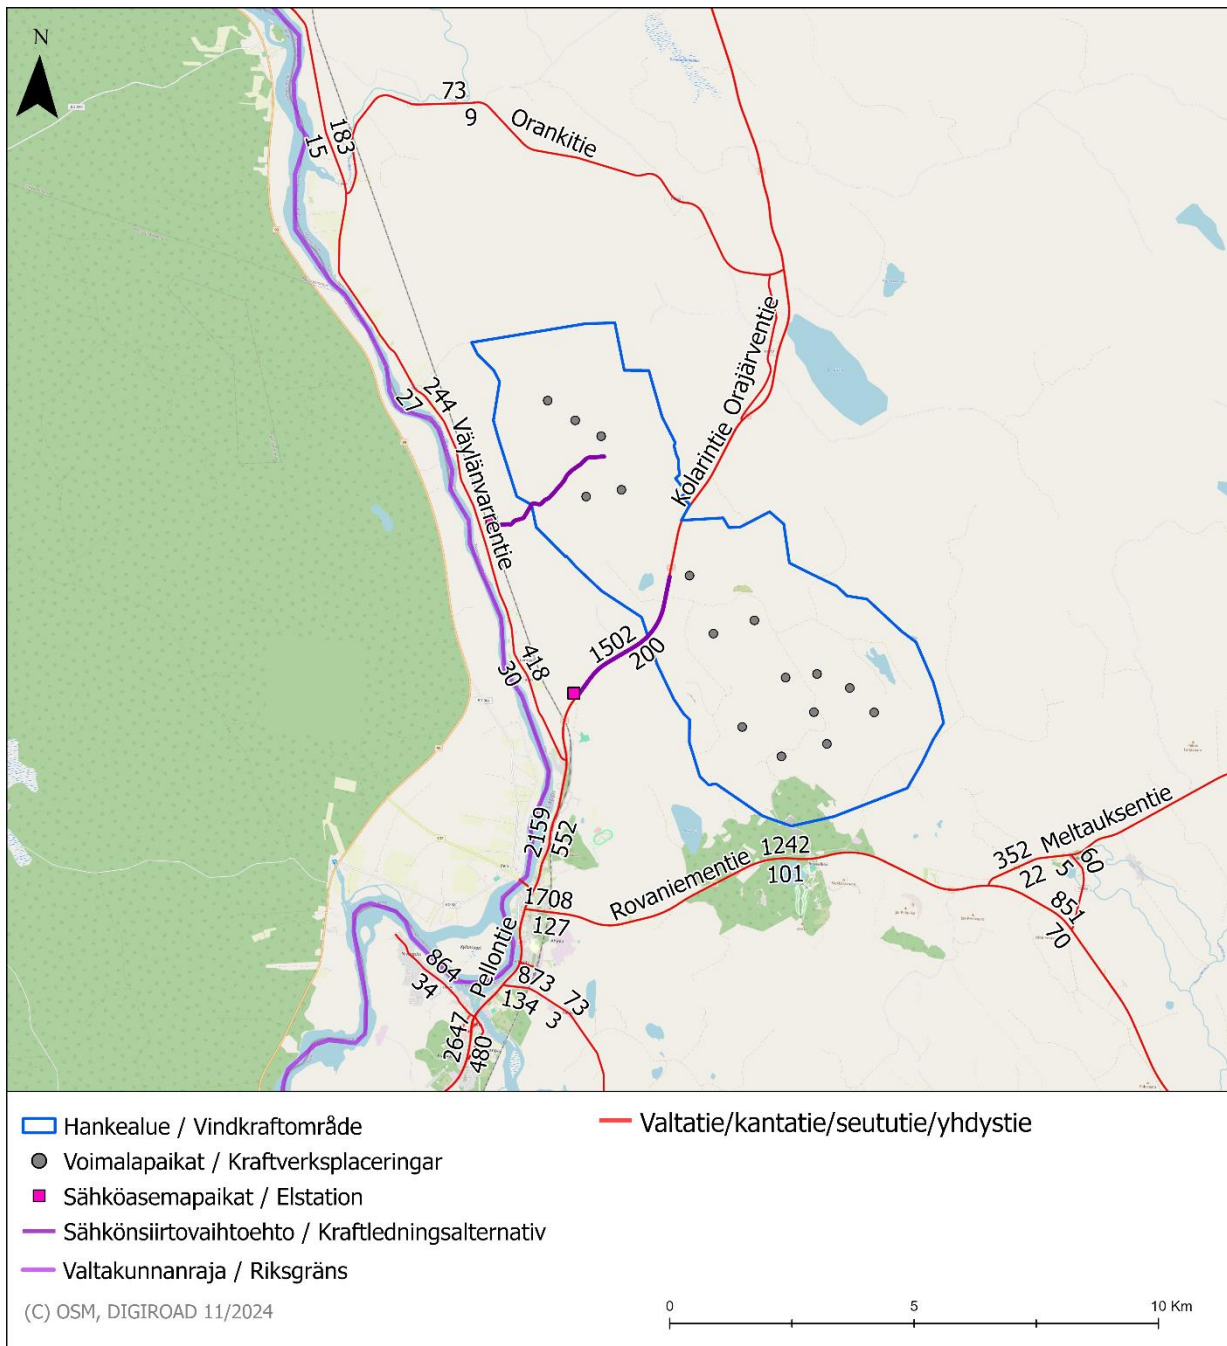 N
73
9
Orankitie
183
15
Kolarintie Orajärventie
244 Väylänvarrentie
27
1502
200
418
30
2159
552
352 Meltauksentie
22
5
60
1242
101
Rovaniementie
851
70
1708
127
Pellontie
864
34
873
134
73
3
2647
480
Hankealue / Vindkraftområde
Valtatie/kantatie/seututie/yhdystie
Voimalapaikat / Kraftverksplaceringar
Sähköasemapaikat / Elstation
Sähkönsiirtovaihtoehto / Kraftledningsalternativ
Valtakunnanraja / Riksgräns
(C) OSM, DIGIROAD 11/2024
0 5 10 Km